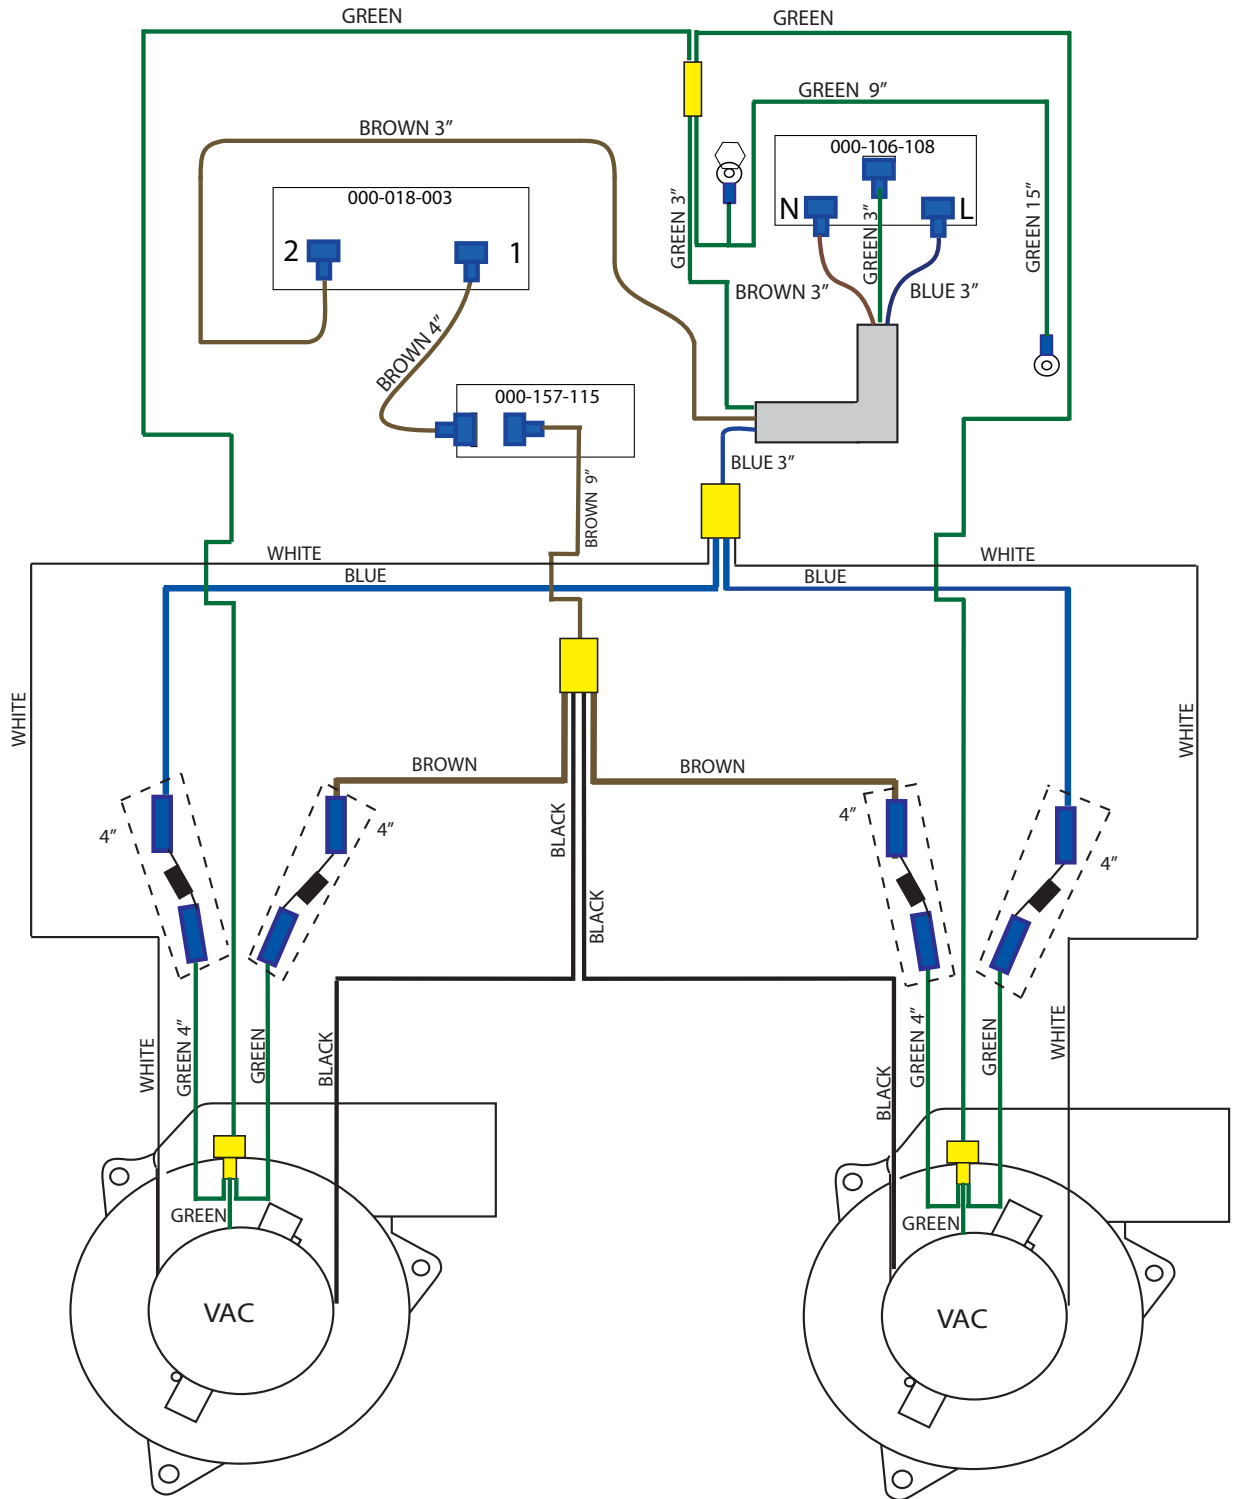 GREEN
GREEN
GREEN 9″
BROWN 3″
000-106-108
000-018-003
N
L
GREEN 3″
GREEN 3″
GREEN 15″
2
1
BROWN 3″
BLUE 3″
BROWN 4″
000-157-115
BLUE 3″
BROWN 9″
WHITE
WHITE
BLUE
BLUE
WHITE
WHITE
BROWN
BROWN
4″
4″
4″
4″
BLACK
BLACK
WHITE
GREEN 4″
GREEN
BLACK
BLACK
GREEN 4″
GREEN
WHITE
GREEN
GREEN
VAC
VAC